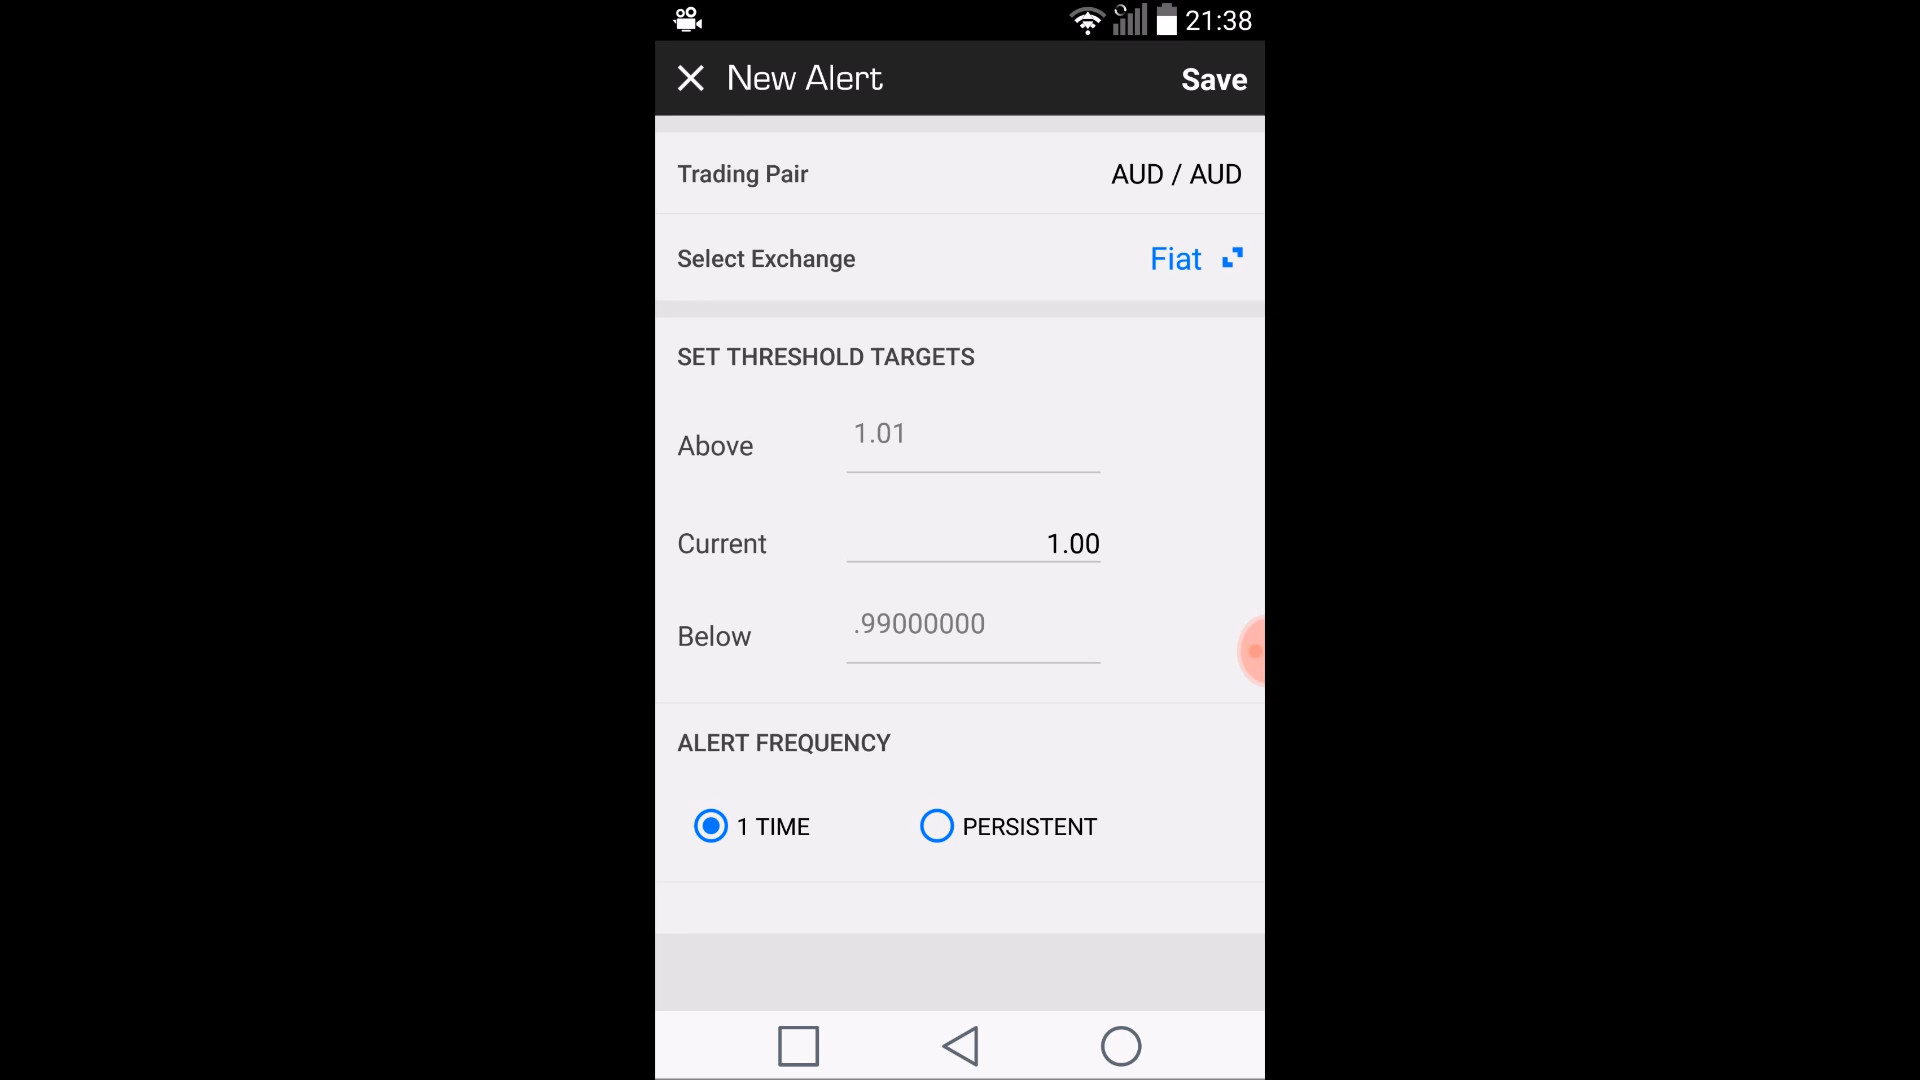 21:38
New Alert Save
Trading Pair AUD / AUD
Select Exchange Fiat
SET THRESHOLD TARGETS
Above 1.01
Current 1.00
Below .99000000
ALERT FREQUENCY
1 TIME PERSISTENT